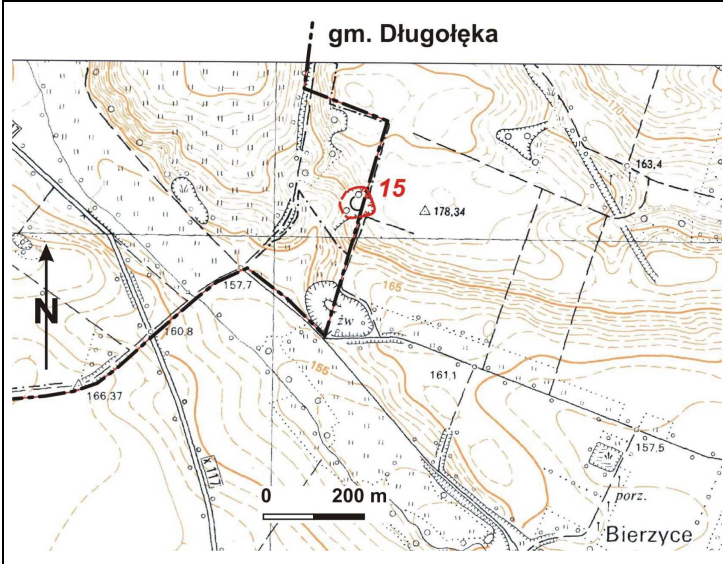 gm. Długołęka
170
163,4
15
178,34
N
157.7
165
żw
160.8
155
161,1
166,37
157,5
x 117
0 200 m
porz.
Bierzyce